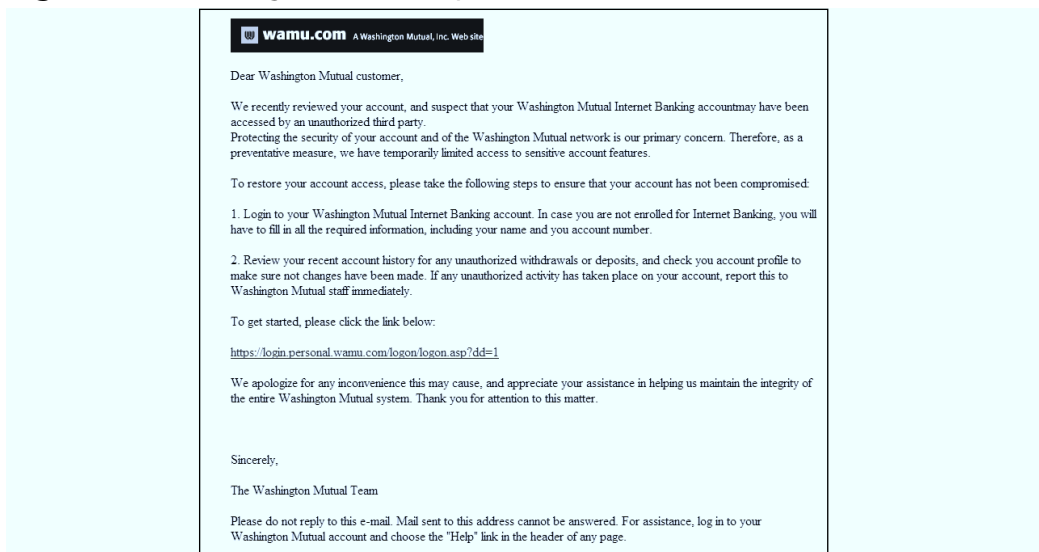 wamu.com A Washington Mutual, Inc. Web site
Dear Washington Mutual customer,
We recently reviewed your account, and suspect that your Washington Mutual Internet Banking accountmay have been
accessed by an unauthorized third party.
Protecting the security of your account and of the Washington Mutual network is our primary concern. Therefore, as a
preventative measure, we have temporarily limited access to sensitive account features.
To restore your account access, please take the following steps to ensure that your account has not been compromised:
1. Login to your Washington Mutual Internet Banking account. In case you are not enrolled for Internet Banking, you will
have to fill in all the required information, including your name and you account number.
2. Review your recent account history for any unauthorized withdrawals or deposits, and check you account profile to
make sure not changes have been made. If any unauthorized activity has taken place on your account, report this to
Washington Mutual staff immediately.
To get started, please click the link below:
https://login.personal.wamu.com/logon/logon.asp?dd=1
We apologize for any inconvenience this may cause, and appreciate your assistance in helping us maintain the integrity of
the entire Washington Mutual system. Thank you for attention to this matter.
Sincerely,
The Washington Mutual Team
Please do not reply to this e-mail. Mail sent to this address cannot be answered. For assistance, log in to your
Washington Mutual account and choose the "Help" link in the header of any page.